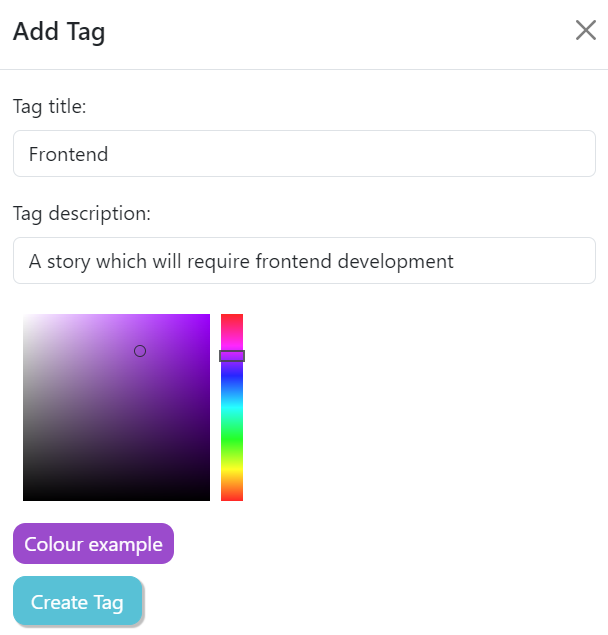 Add Tag
Tag title:
Frontend
Tag description:
A story which will require frontend development
Colour example
Create Tag